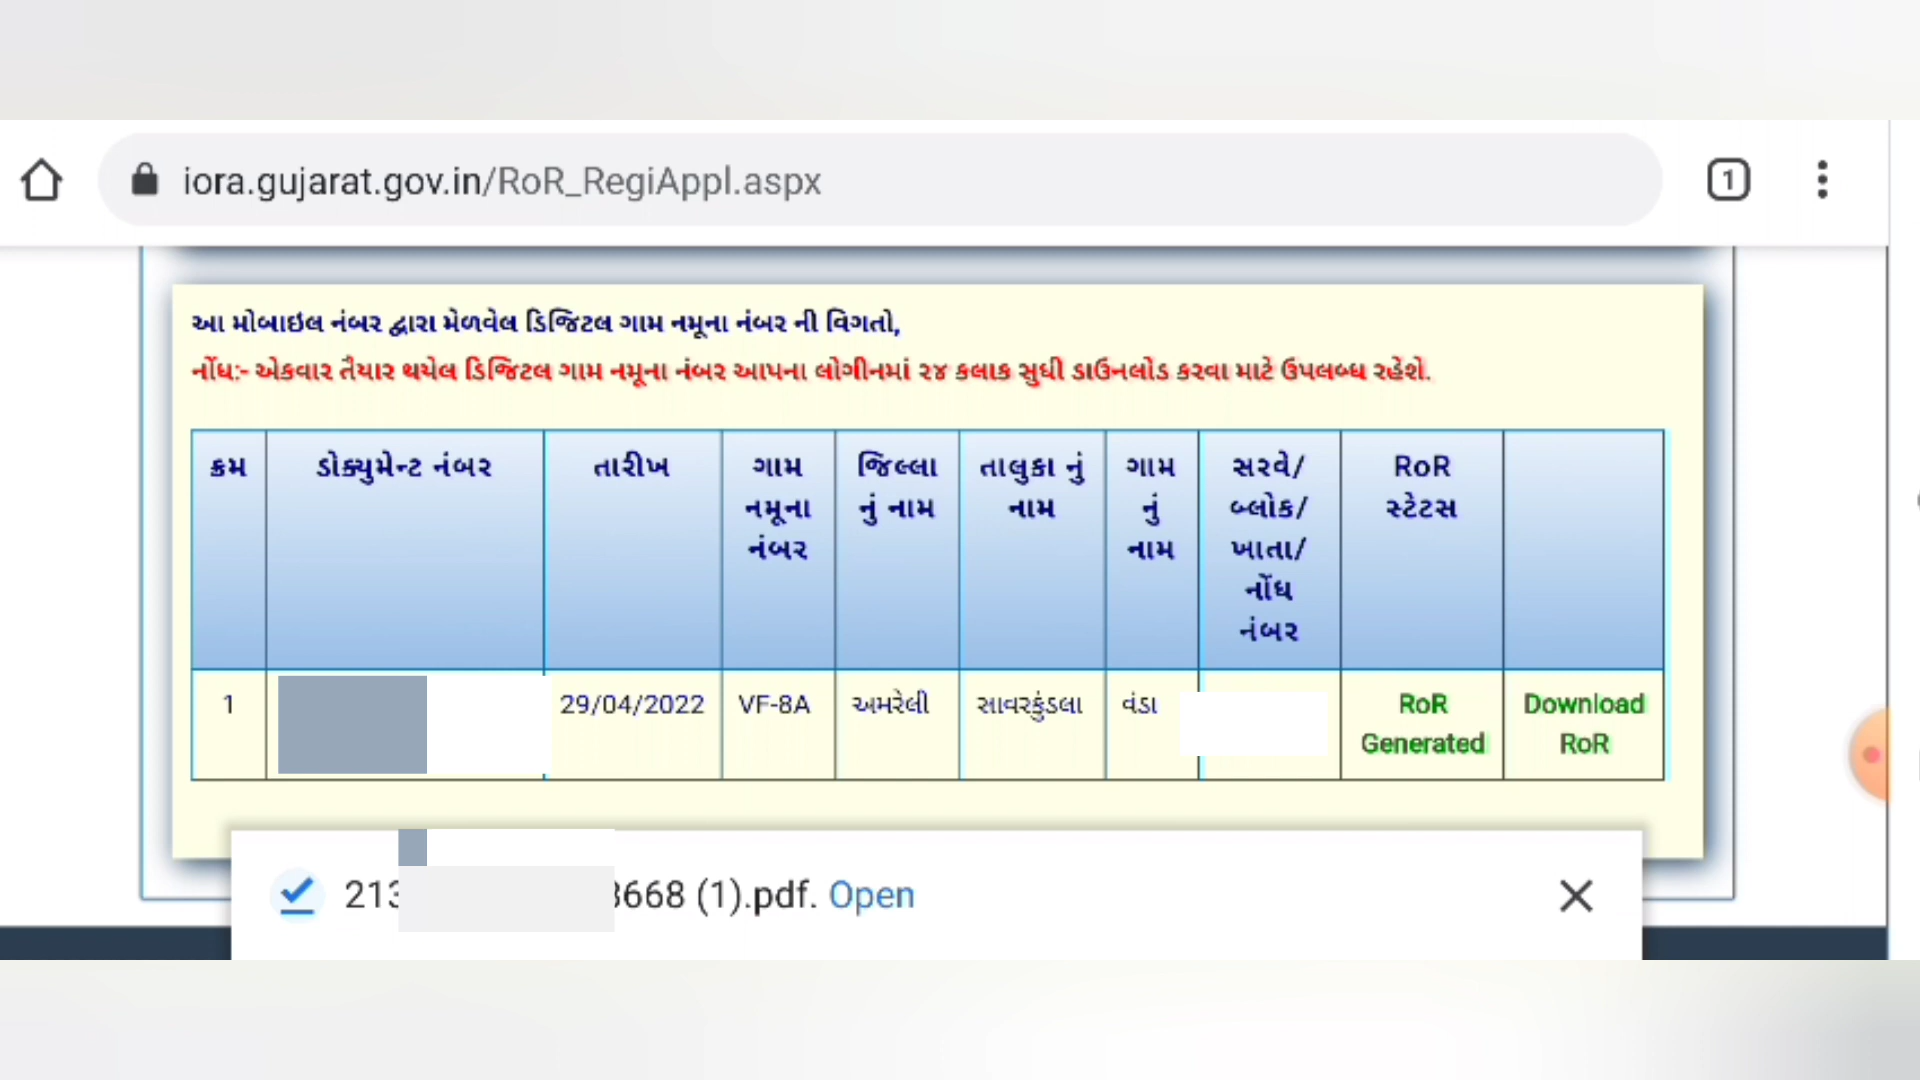 iora.gujarat.gov.in/RoR_RegiAppl.aspx
1
આ મોબાઇલ નંબર દ્વારા મેળવેલ ડિજિટલ ગામ નમૂના નંબર ની વિગતો,
નોંધ:- એકવાર તૈયાર થયેલ ડિજિટલ ગામ નમૂના નંબર આપના લોગીનમાં ૨૪ કલાક સુધી ડાઉનલોડ કરવા માટે ઉપલબ્ધ રહેશે.
ક્રમ
ડોક્યુમેન્ટ નંબર
તારીખ
ગામ
નમૂના
નંબર
જિલ્લા
નું નામ
તાલુકા નું
નામ
ગામ
નું
નામ
સરવે/
બ્લોક/
ખાતા/
નોંધ
નંબર
RoR
સ્ટેટસ
1
29/04/2022
VF-8A
અમરેલી
સાવરકુંડલા
વંડા
RoR
Generated
Download
RoR
213 668 (1).pdf. Open